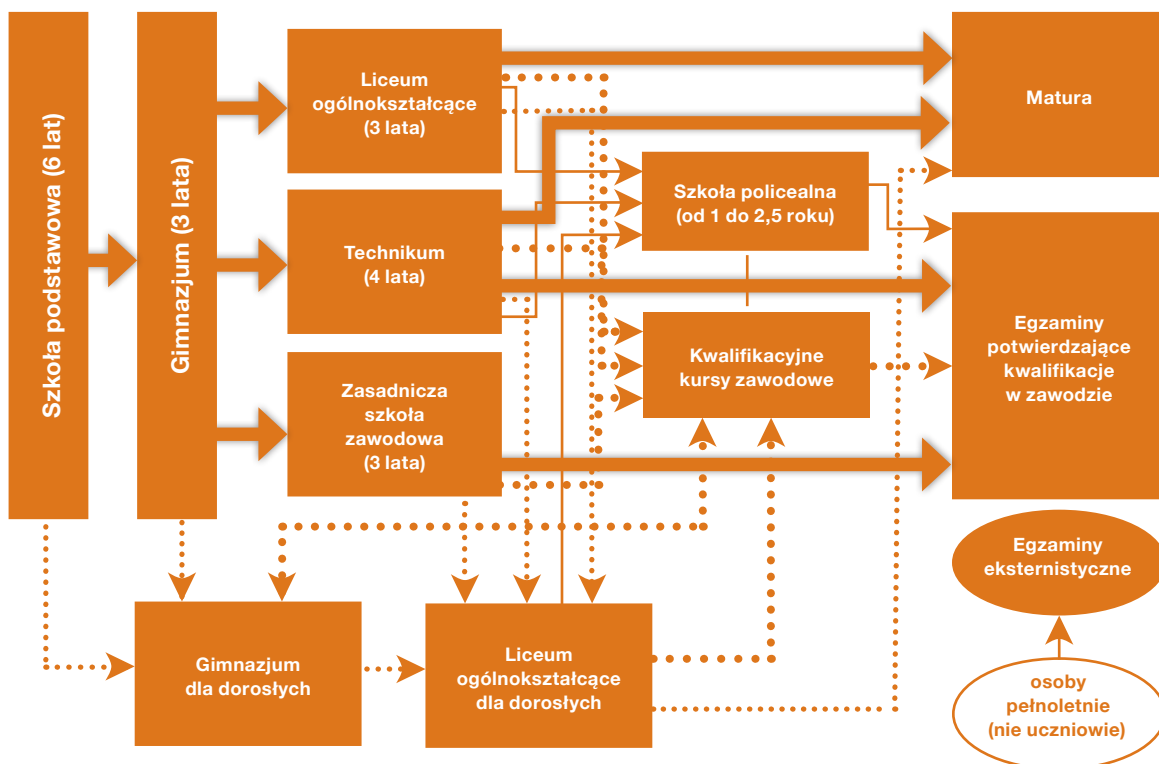 Szkoła podstawowa (6 lat)
Gimnazjum (3 lata)
Liceum
ogólnokształcące
(3 lata)
Technikum
(4 lata)
Zasadnicza
szkoła
zawodowa
(3 lata)
Szkoła policealna
(od 1 do 2,5 roku)
Kwalifikacyjne
kursy zawodowe
Matura
Egzaminy
potwierdzające
kwalifikacje
w zawodzie
Egzaminy
eksternistyczne
osoby
pełnoletnie
(nie uczniowie)
Gimnazjum
dla dorosłych
Liceum
ogólnokształcące
dla dorosłych